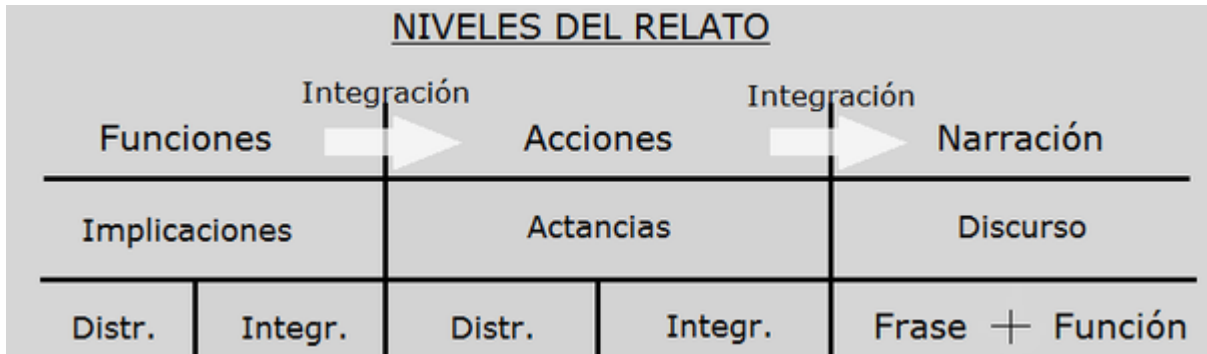 NIVELES DEL RELATO
Integración Integración
Funciones Acciones Narración
Implicaciones Actancias Discurso
Distr. Integr. Distr. Integr. Frase + Función